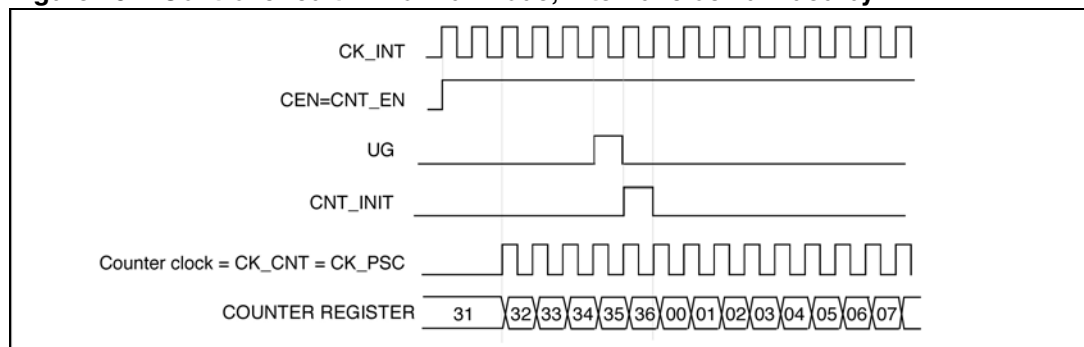 CK_INT
CEN=CNT_EN
UG
CNT_INIT
Counter clock = CK_CNT = CK_PSC
COUNTER REGISTER 31 32 33 34 35 36 00 01 02 03 04 05 06 07